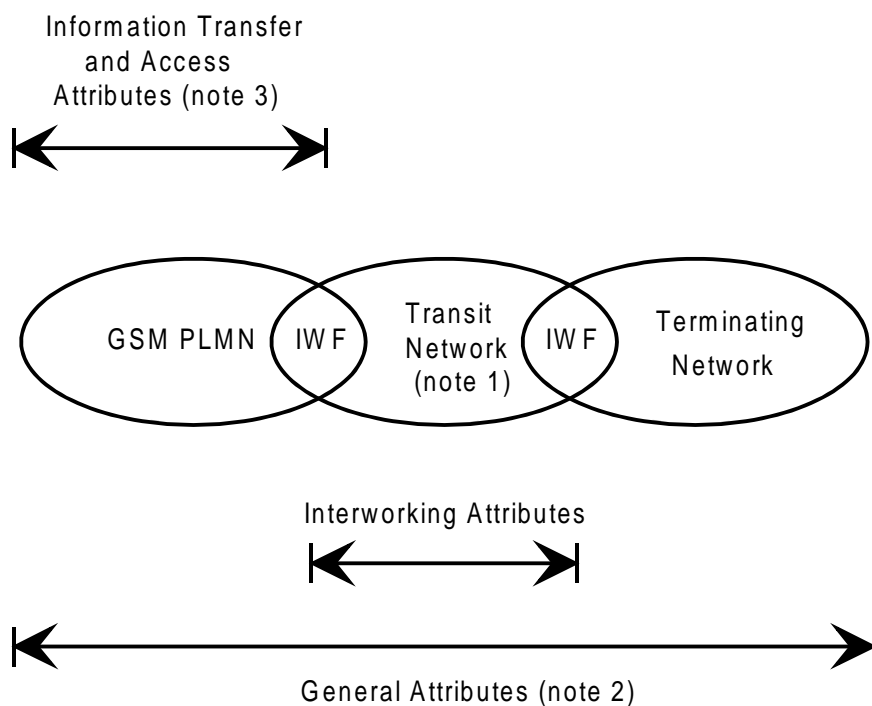 Information Transfer
and Access
Attributes (note 3)
GSM PLMN
IWF
Transit
Network
(note 1)
IWF
Terminating
Network
Interworking Attributes
General Attributes (note 2)